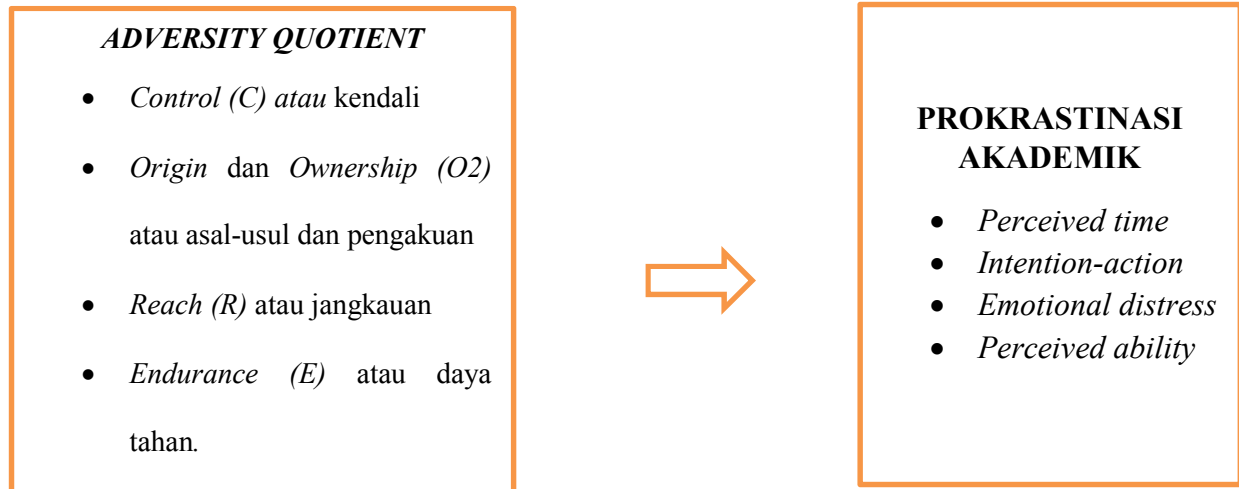 ADVERSITY QUOTIENT
• Control (C) atau kendali
• Origin dan Ownership (O2)
atau asal-usul dan pengakuan
• Reach (R) atau jangkauan
• Endurance (E) atau daya
tahan.
PROKRASTINASI
AKADEMIK
• Perceived time
• Intention-action
• Emotional distress
• Perceived ability